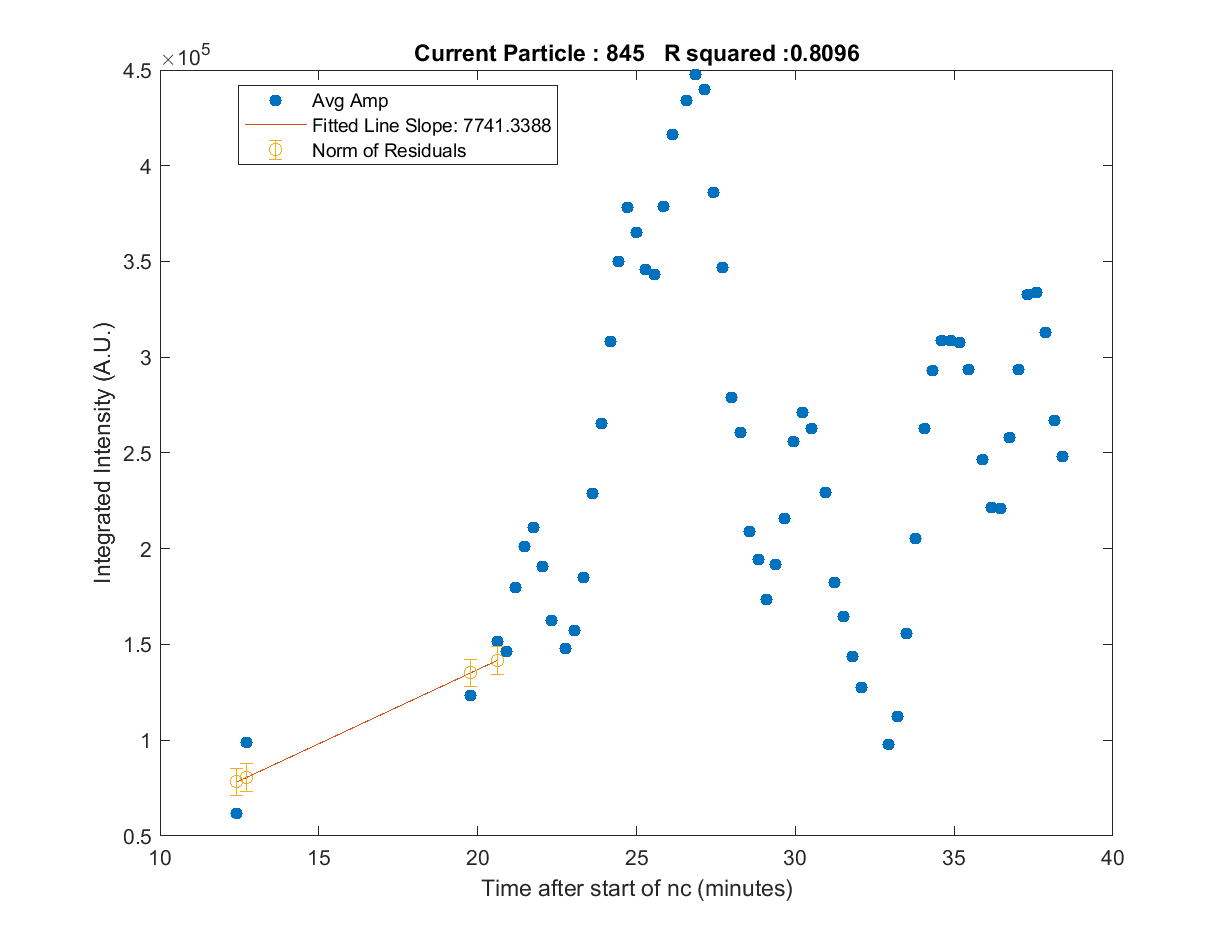 Current Particle : 845   R squared :0.8096
×10^5
Avg Amp
Fitted Line Slope: 7741.3388
Norm of Residuals
4.5
4
3.5
3
2.5
2
1.5
1
0.5
Integrated Intensity (A.U.)
10 15 20 25 30 35 40
Time after start of nc (minutes)